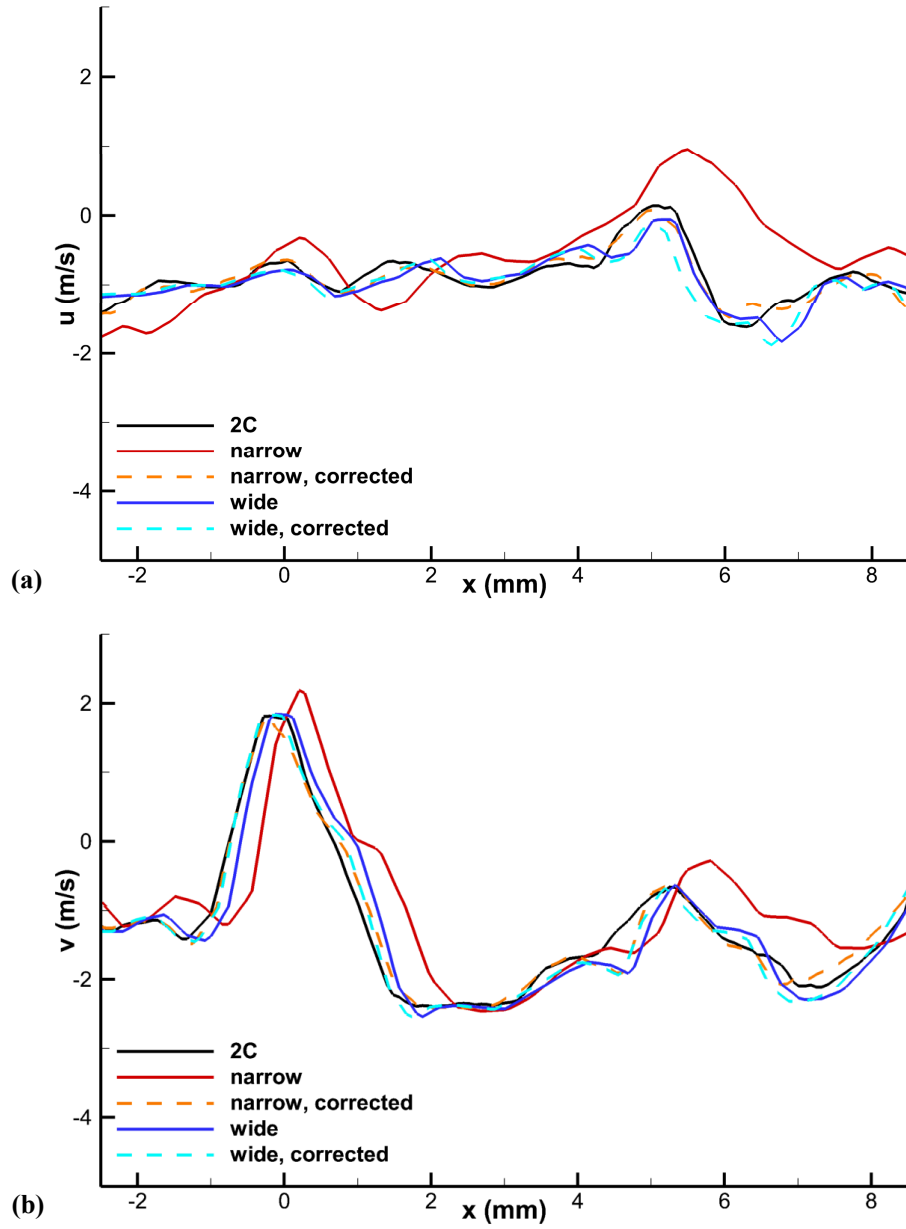 2
0
-2
-4
u (m/s)
2C
narrow
narrow, corrected
wide
wide, corrected
-2
0
2
4
6
8
x (mm)
(a)
2
0
-2
-4
v (m/s)
2C
narrow
narrow, corrected
wide
wide, corrected
-2
0
2
4
6
8
x (mm)
(b)